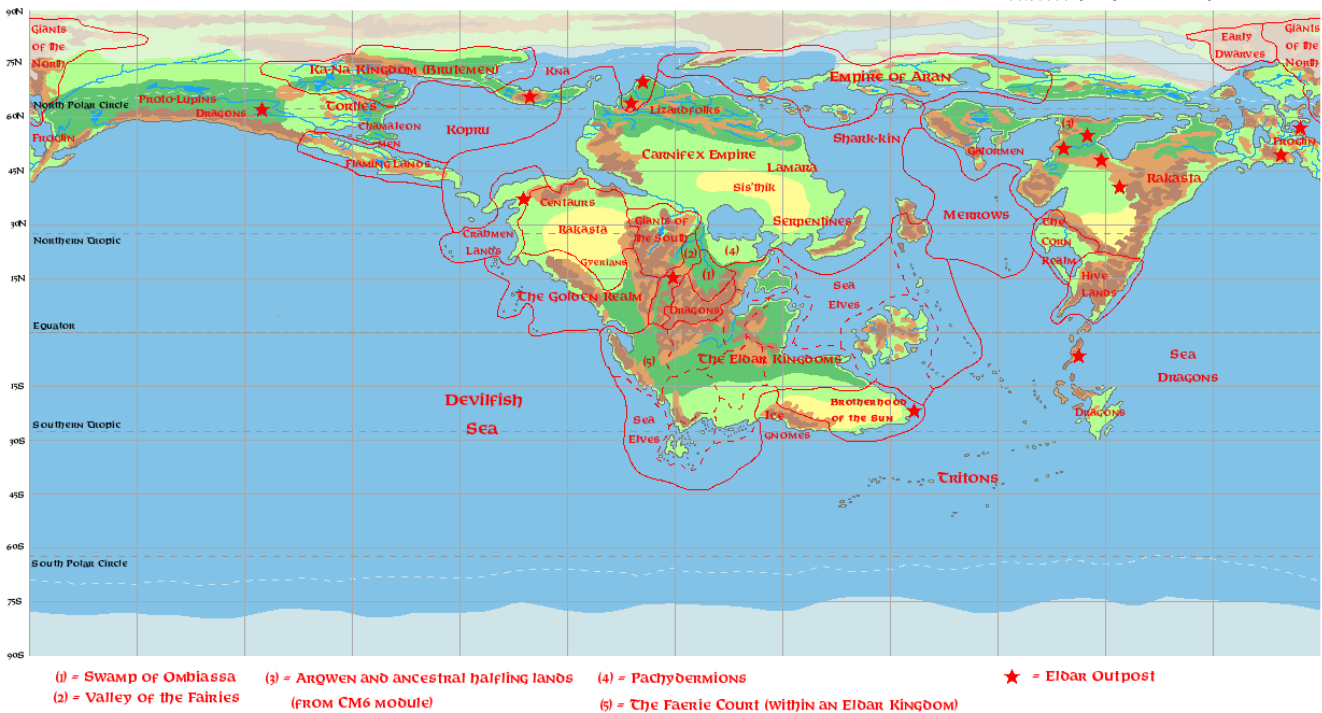 90N
75N
60N
45N
30N
15N
15S
30S
45S
60S
75S
90S
North Polar Circle
Northern Tropic
Equator
Southern Tropic
South Polar Circle
Giants
of the
North
Ka-Na Kingdom (Brutemen)
Kna
Empire of Aran
Early
Dwarves
Giants
of the
North
Proto-Lupins
Dragons
Tortles
Chamaleon
men
Kopru
Lizardfolks
Shark-kin
(3)
Gatormen
Froglin
Froglin
Flaming Lands
Carnifex Empire
Lamara
Sis'thik
Serpentines
Rakasta
Merrows
Centaurs
Rakasta
Giants of
the South
Crabmen
Lands
Gyerians
(2)
(4)
(1)
The
Corn
Realm
Hive
Lands
The Golden Realm
Dragons
Sea
Elves
(5)
The Eldar Kingdoms
Sea
Dragons
Devilfish
Sea
Sea
Elves
Ice
gnomes
Brotherhood
of the Sun
Dragons
Tritons
(1) = Swamp of Ombiassa
(2) = Valley of the Fairies
(3) = Arqwen and ancestral halfling lands
(from CM6 module)
(4) = Pachydermions
(5) = The Faerie Court (within an Eldar Kingdom)
= Eldar Outpost